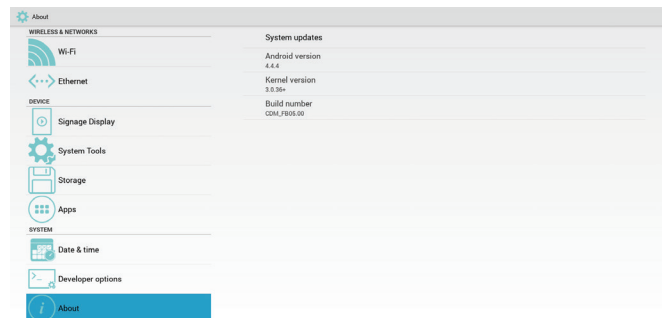 About
WIRELESS & NETWORKS
Wi-Fi
Ethernet
DEVICE
Signage Display
System Tools
Storage
Apps
SYSTEM
Date & time
Developer options
About
System updates
Android version
4.4.4
Kernel version
3.0.36+
Build number
CDM_FB05.00